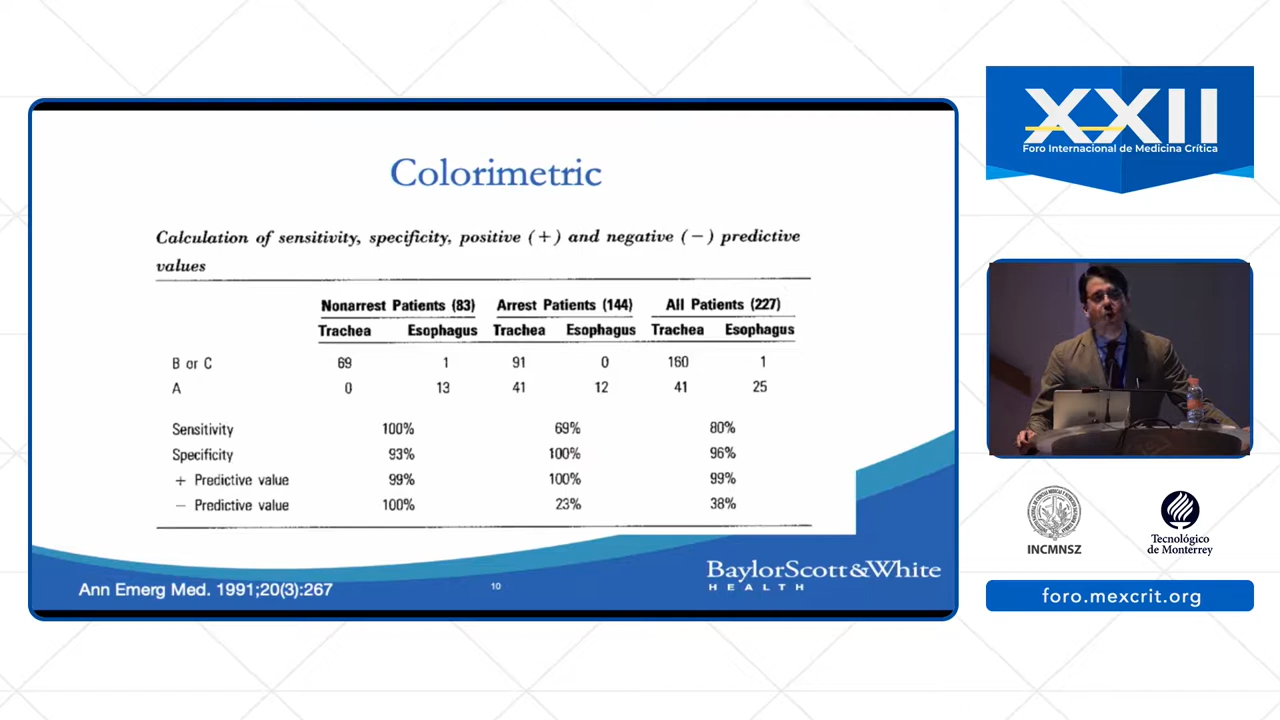 Colorimetric
Calculation of sensitivity, specificity, positive (+) and negative (−) predictive
values
Nonarrest Patients (83) Arrest Patients (144) All Patients (227)
Trachea Esophagus Trachea Esophagus Trachea Esophagus
B or C 69 1 91 0 160 1
A 0 13 41 12 41 25
Sensitivity 100% 69% 80%
Specificity 93% 100% 96%
+ Predictive value 99% 100% 99%
− Predictive value 100% 23% 38%
Ann Emerg Med. 1991;20(3):267
10
BaylorScott&White
HEALTH
XXII
Foro Internacional de Medicina Crítica
INCMNSZ
Tecnológico
de Monterrey
foro.mexcrit.org